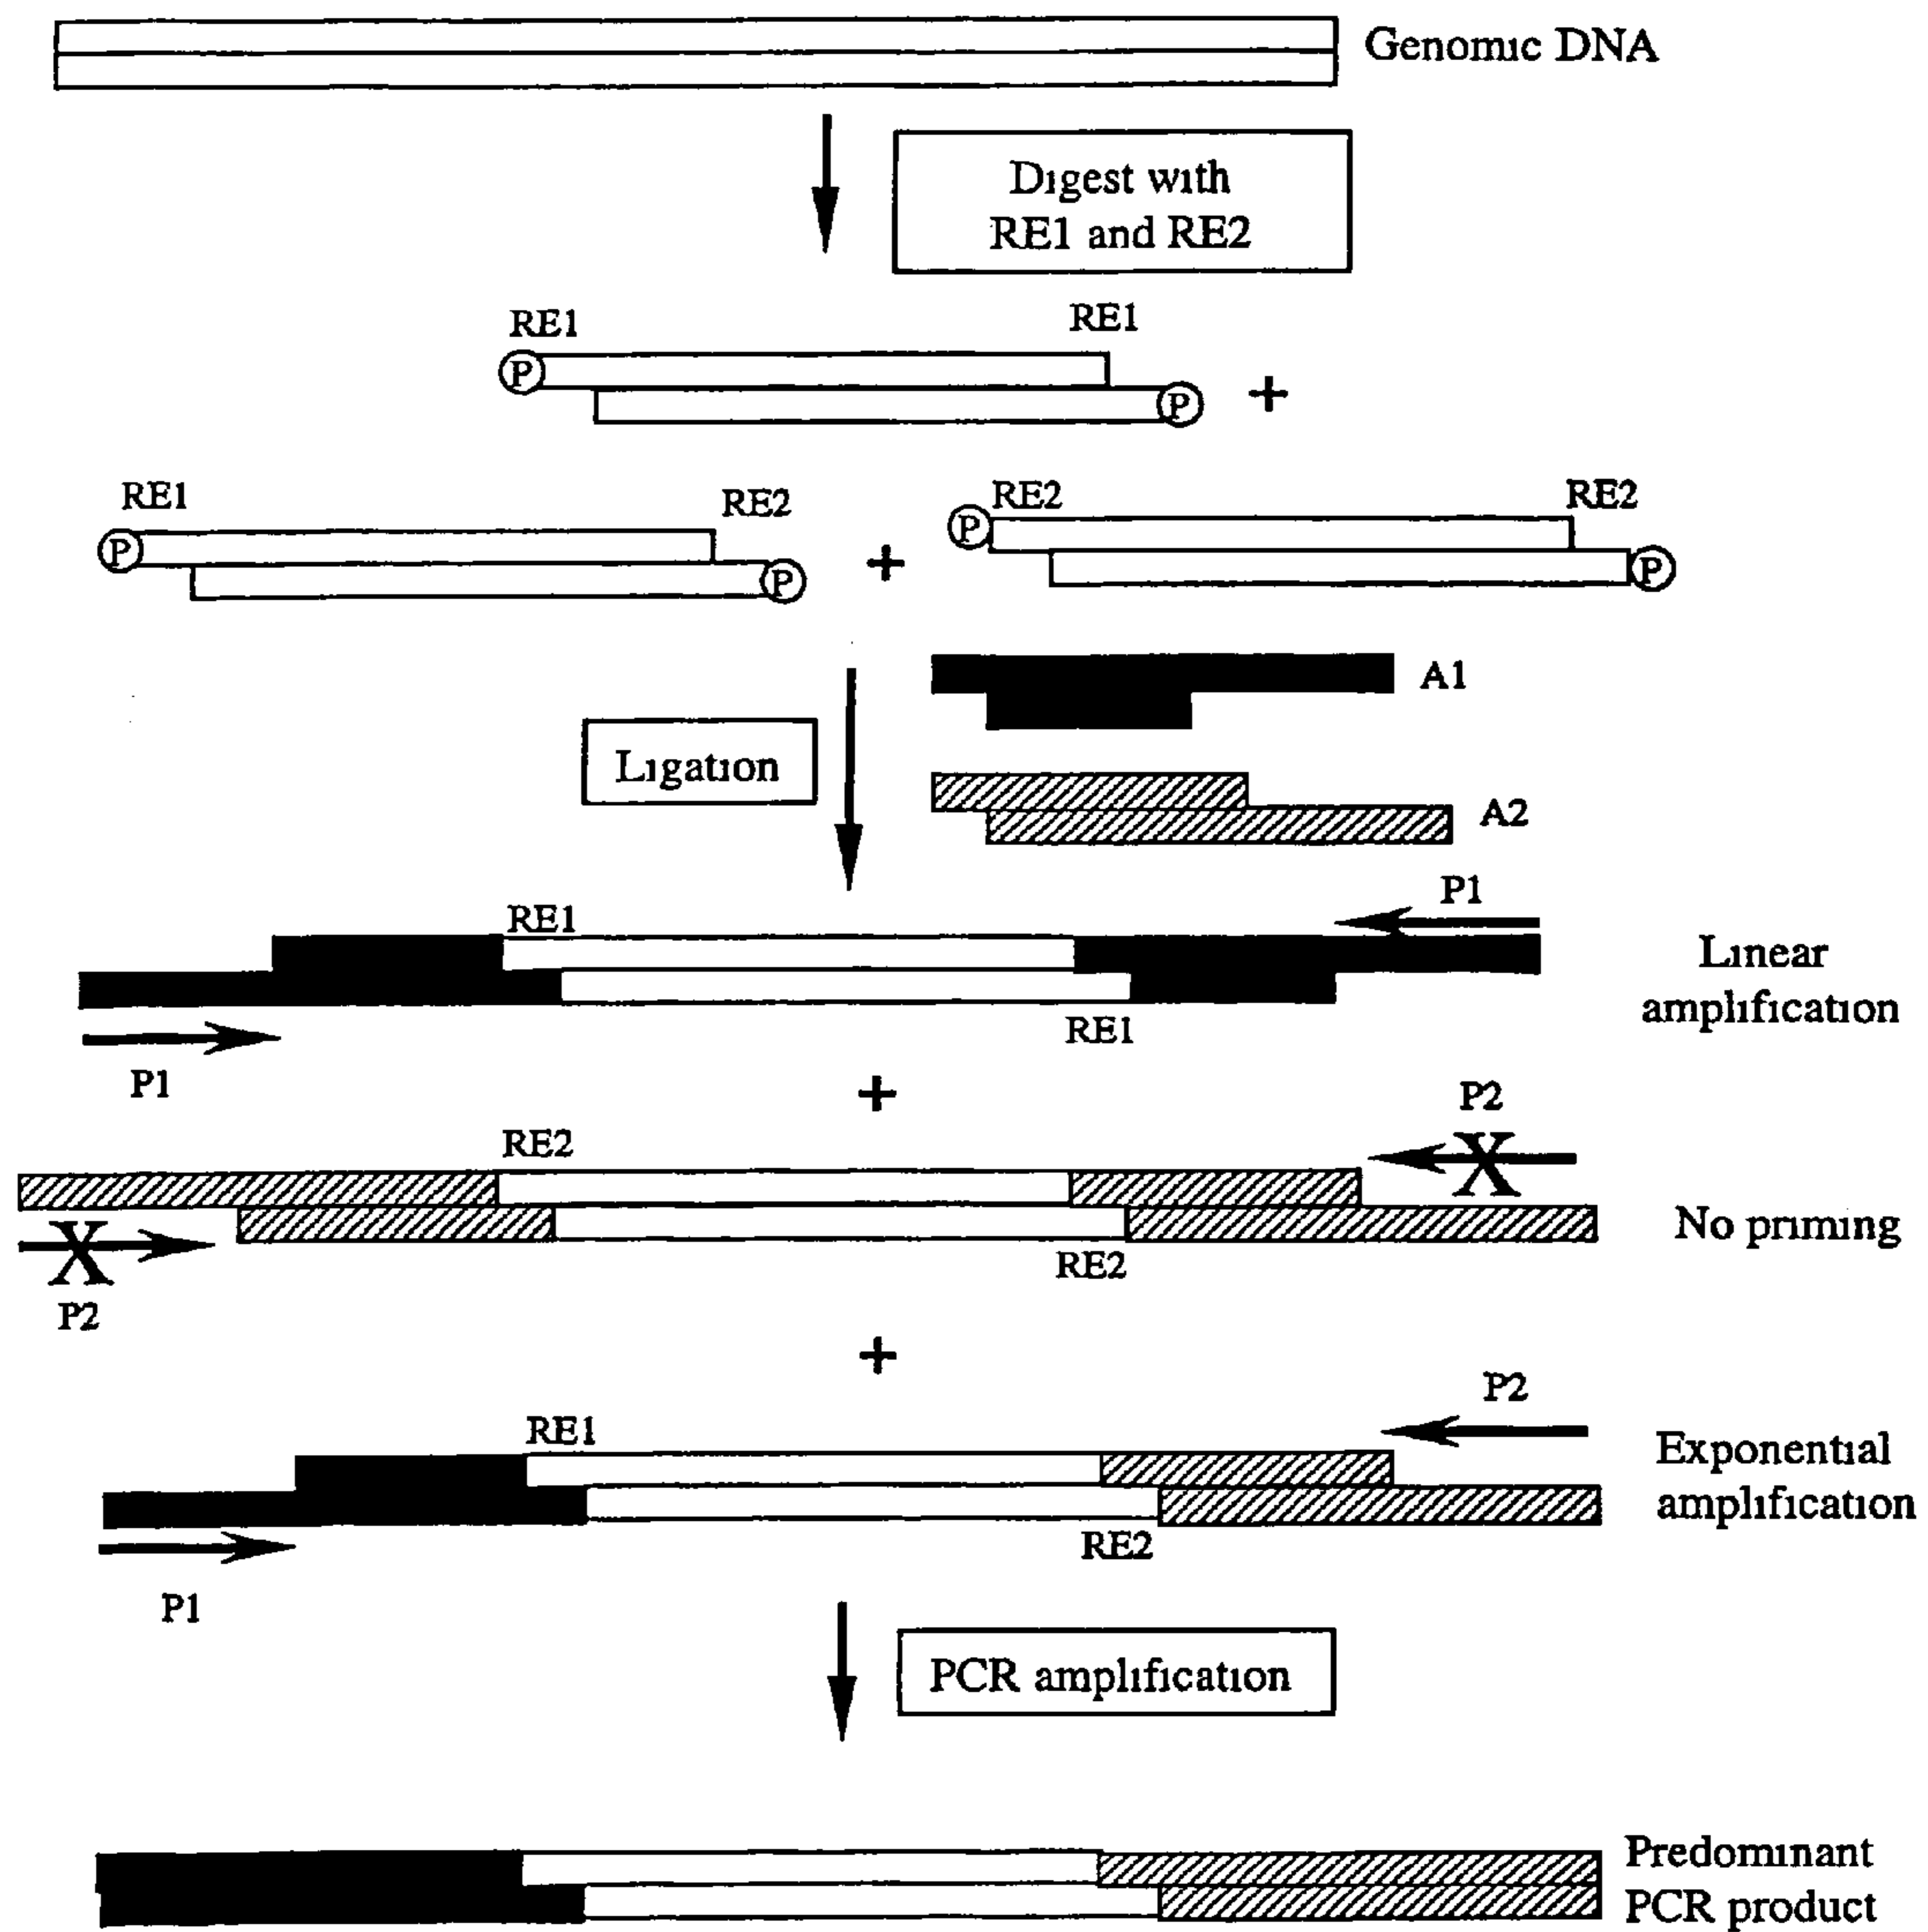 Genomic DNA
Digest with
RE1 and RE2
RE1
RE1
P
P
+
RE1
RE2
RE2
RE2
P
P
+
P
P
A1
Ligation
A2
P1
RE1
Linear
amplification
RE1
P1
+
P2
RE2
X
No priming
X
RE2
P2
+
P2
RE1
Exponential
amplification
RE2
P1
PCR amplification
Predominant
PCR product